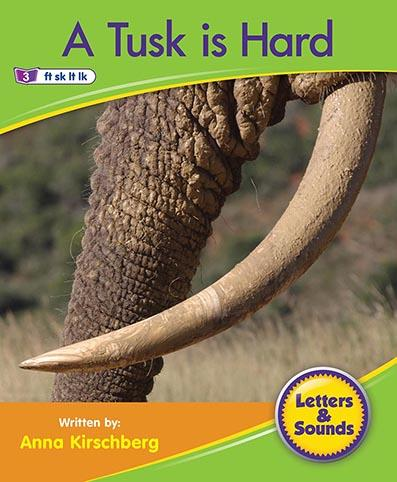 A Tusk is Hard
3 ft sk lt lk
Written by:
Anna Kirschberg
Letters
&
Sounds